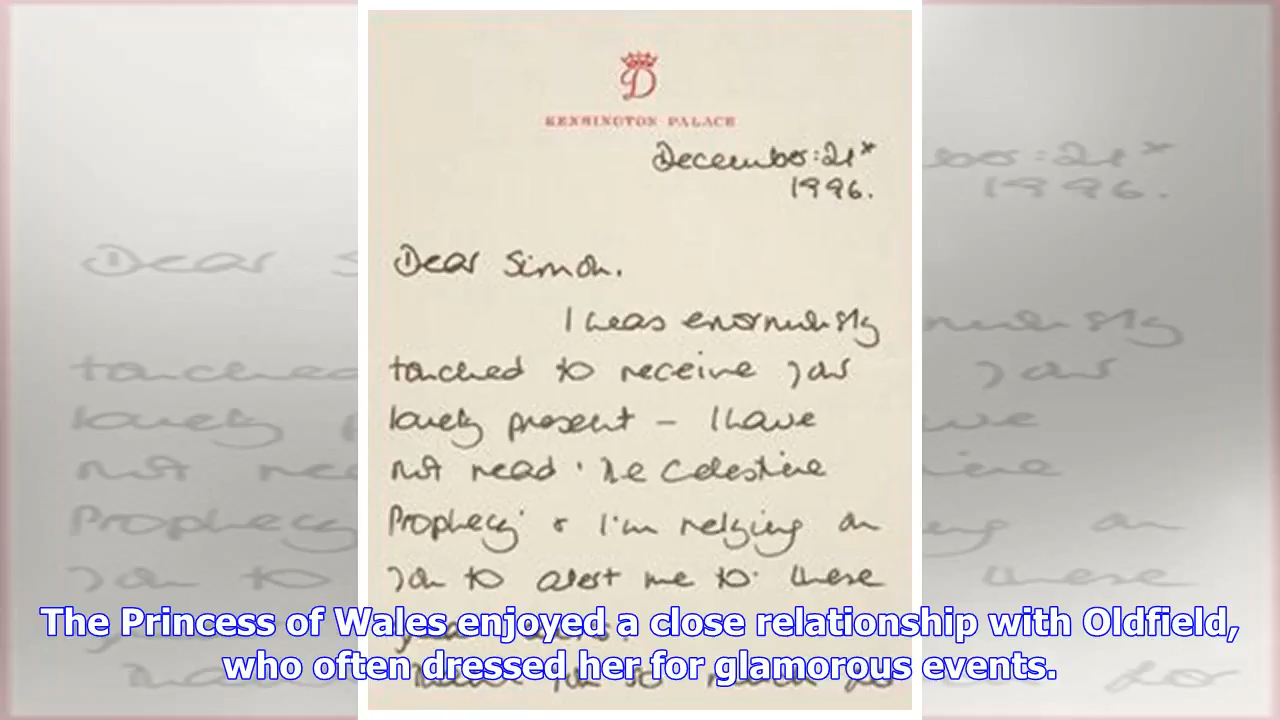 D
KENSINGTON PALACE
December: 21st
1996.
Dear Simon.
I was enormously
touched to receive your
lovely present - I have
not read 'The Celestine
Prophecy' & I'm relying on
you to alert me to these
The Princess of Wales enjoyed a close relationship with Oldfield,
who often dressed her for glamorous events.